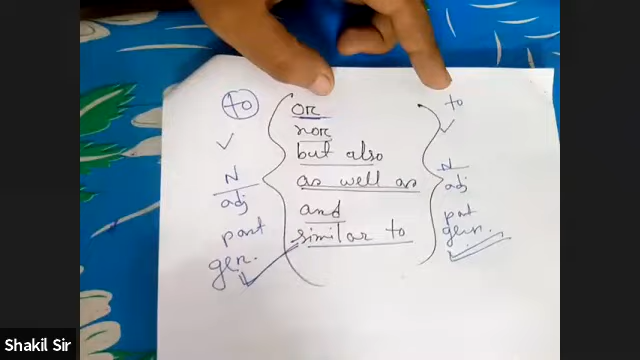 to
✓
N
adj
part
gen.
or
nor
but also
as well as
and
similar to
to
✓
N
adj
part
gern.
Shakil Sir